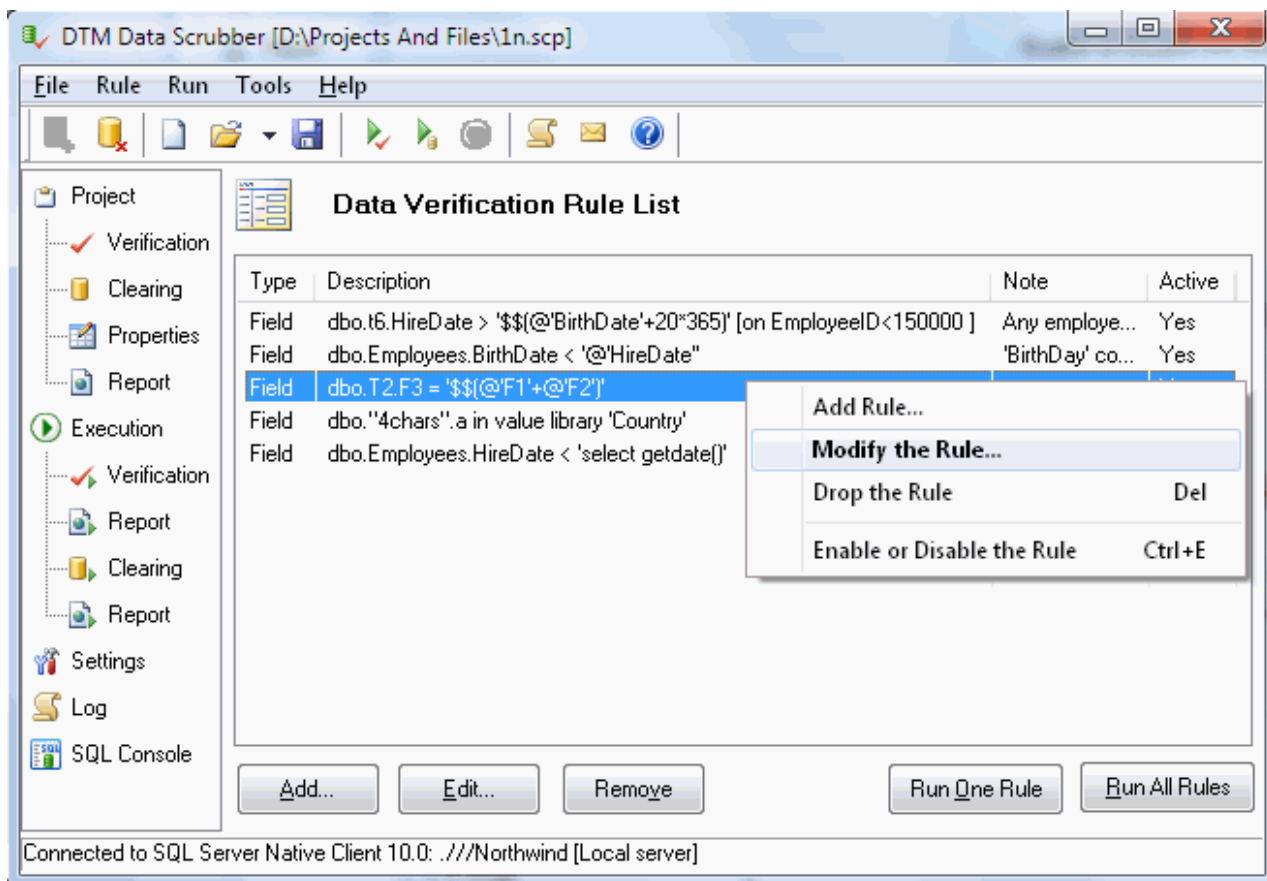 DTM Data Scrubber [D:\Projects And Files\1n.scp]
File Rule Run Tools Help
Project
Verification
Clearing
Properties
Report
Execution
Verification
Report
Clearing
Report
Settings
Log
SQL Console
Data Verification Rule List
Type Description Note Active
Field dbo.t6.HireDate > '$$(@'BirthDate'+20*365)' [on EmployeeID<150000 ] Any employe... Yes
Field dbo.Employees.BirthDate < '@'HireDate'' 'BirthDay' co... Yes
Field dbo.T2.F3 = '$$(@'F1'+@'F2')'
Field dbo."4chars".a in value library 'Country'
Field dbo.Employees.HireDate < 'select getdate()'
Add Rule...
Modify the Rule...
Drop the Rule Del
Enable or Disable the Rule Ctrl+E
Add... Edit... Remove Run One Rule Run All Rules
Connected to SQL Server Native Client 10.0: .///Northwind [Local server]